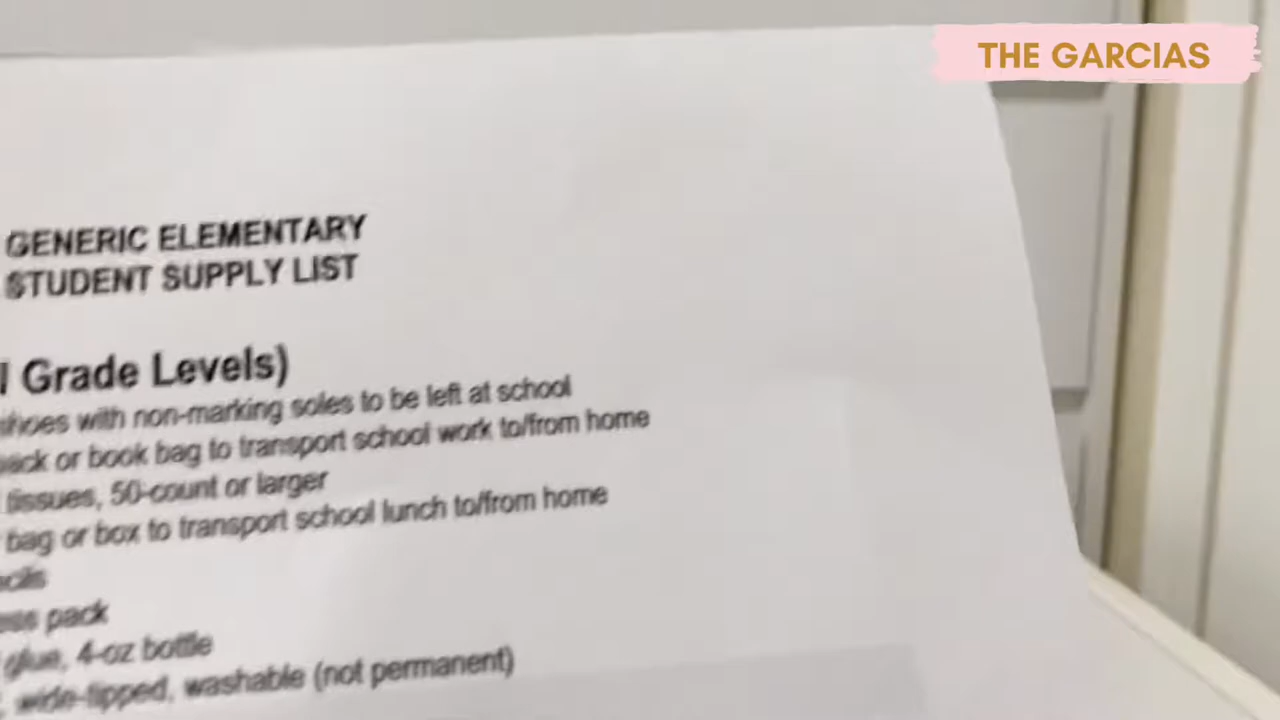 THE GARCIAS
GENERIC ELEMENTARY
STUDENT SUPPLY LIST
Grade Levels)
shoes with non-marking soles to be left at school
or book bag to transport school work to/from home
tissues, 50-count or larger
bag or box to transport school lunch to/from home
pack
glue, 4-oz bottle
wide-tipped, washable (not permanent)